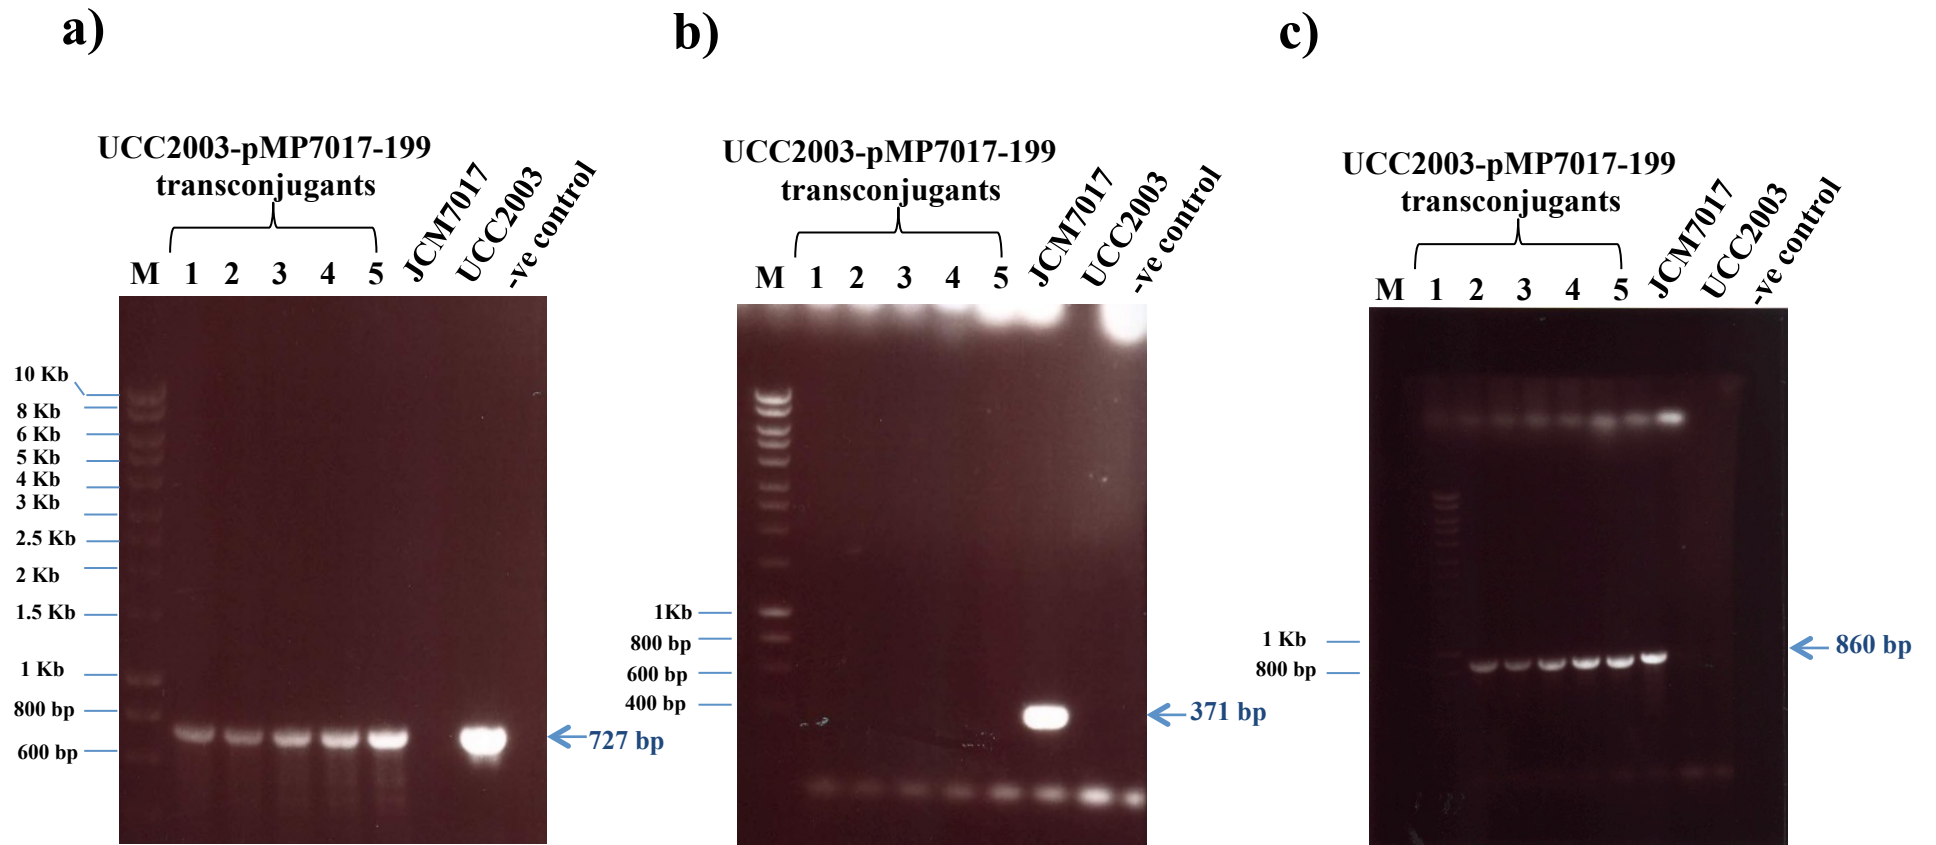 a)
UCC2003-pMP7017-199
transconjugants
JCM7017
UCC2003
-ve control
M 1 2 3 4 5
10 Kb
8 Kb
6 Kb
5 Kb
4 Kb
3 Kb
2.5 Kb
2 Kb
1.5 Kb
1 Kb
800 bp
600 bp
727 bp
b)
UCC2003-pMP7017-199
transconjugants
JCM7017
UCC2003
-ve control
M 1 2 3 4 5
1Kb
800 bp
600 bp
400 bp
371 bp
c)
UCC2003-pMP7017-199
transconjugants
JCM7017
UCC2003
-ve control
M 1 2 3 4 5
1 Kb
800 bp
860 bp